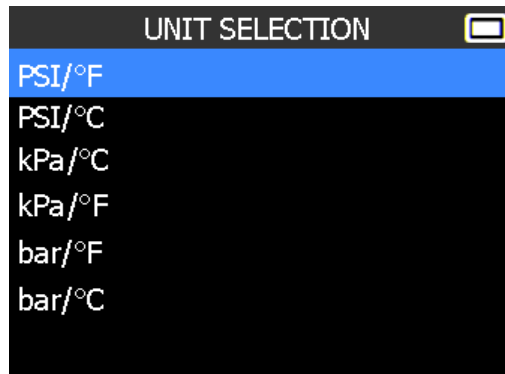 UNIT SELECTION
PSI/°F
PSI/°C
kPa/°C
kPa/°F
bar/°F
bar/°C